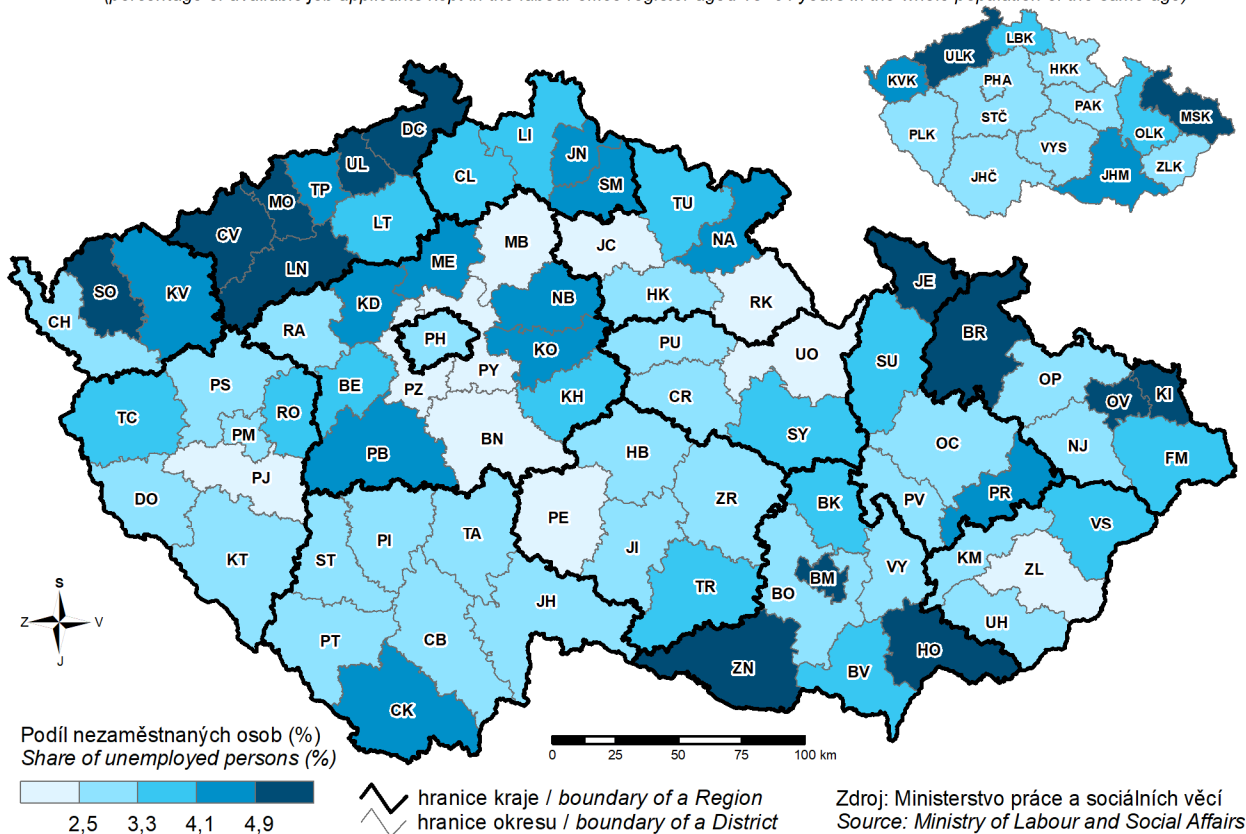 DC
UL
TP
MO
CV
LN
LT
SO
KV
CH
CL
LI
JN
SM
TU
NA
MB
JC
ME
KD
RA
NB
HK
RK
PH
KO
PU
UO
PY
PZ
BE
KH
CR
SY
PS
RO
TC
PM
PJ
PB
BN
DO
KT
HB
ZR
PE
JI
TR
PI
TA
ST
JH
PT
CB
CK
JE
BR
SU
OP
OV
KI
OC
NJ
FM
PV
PR
BK
BM
BO
VY
KM
VS
ZL
UH
ZN
BV
HO
KVK
ULK
LBK
HKK
PHA
STČ
PAK
PLK
VYS
JHČ
JHM
OLK
MSK
ZLK
S
Z V
J
Podíl nezaměstnaných osob (%)
Share of unemployed persons (%)
2,5 3,3 4,1 4,9
0 25 50 75 100 km
hranice kraje / boundary of a Region
hranice okresu / boundary of a District
Zdroj: Ministerstvo práce a sociálních věcí
Source: Ministry of Labour and Social Affairs